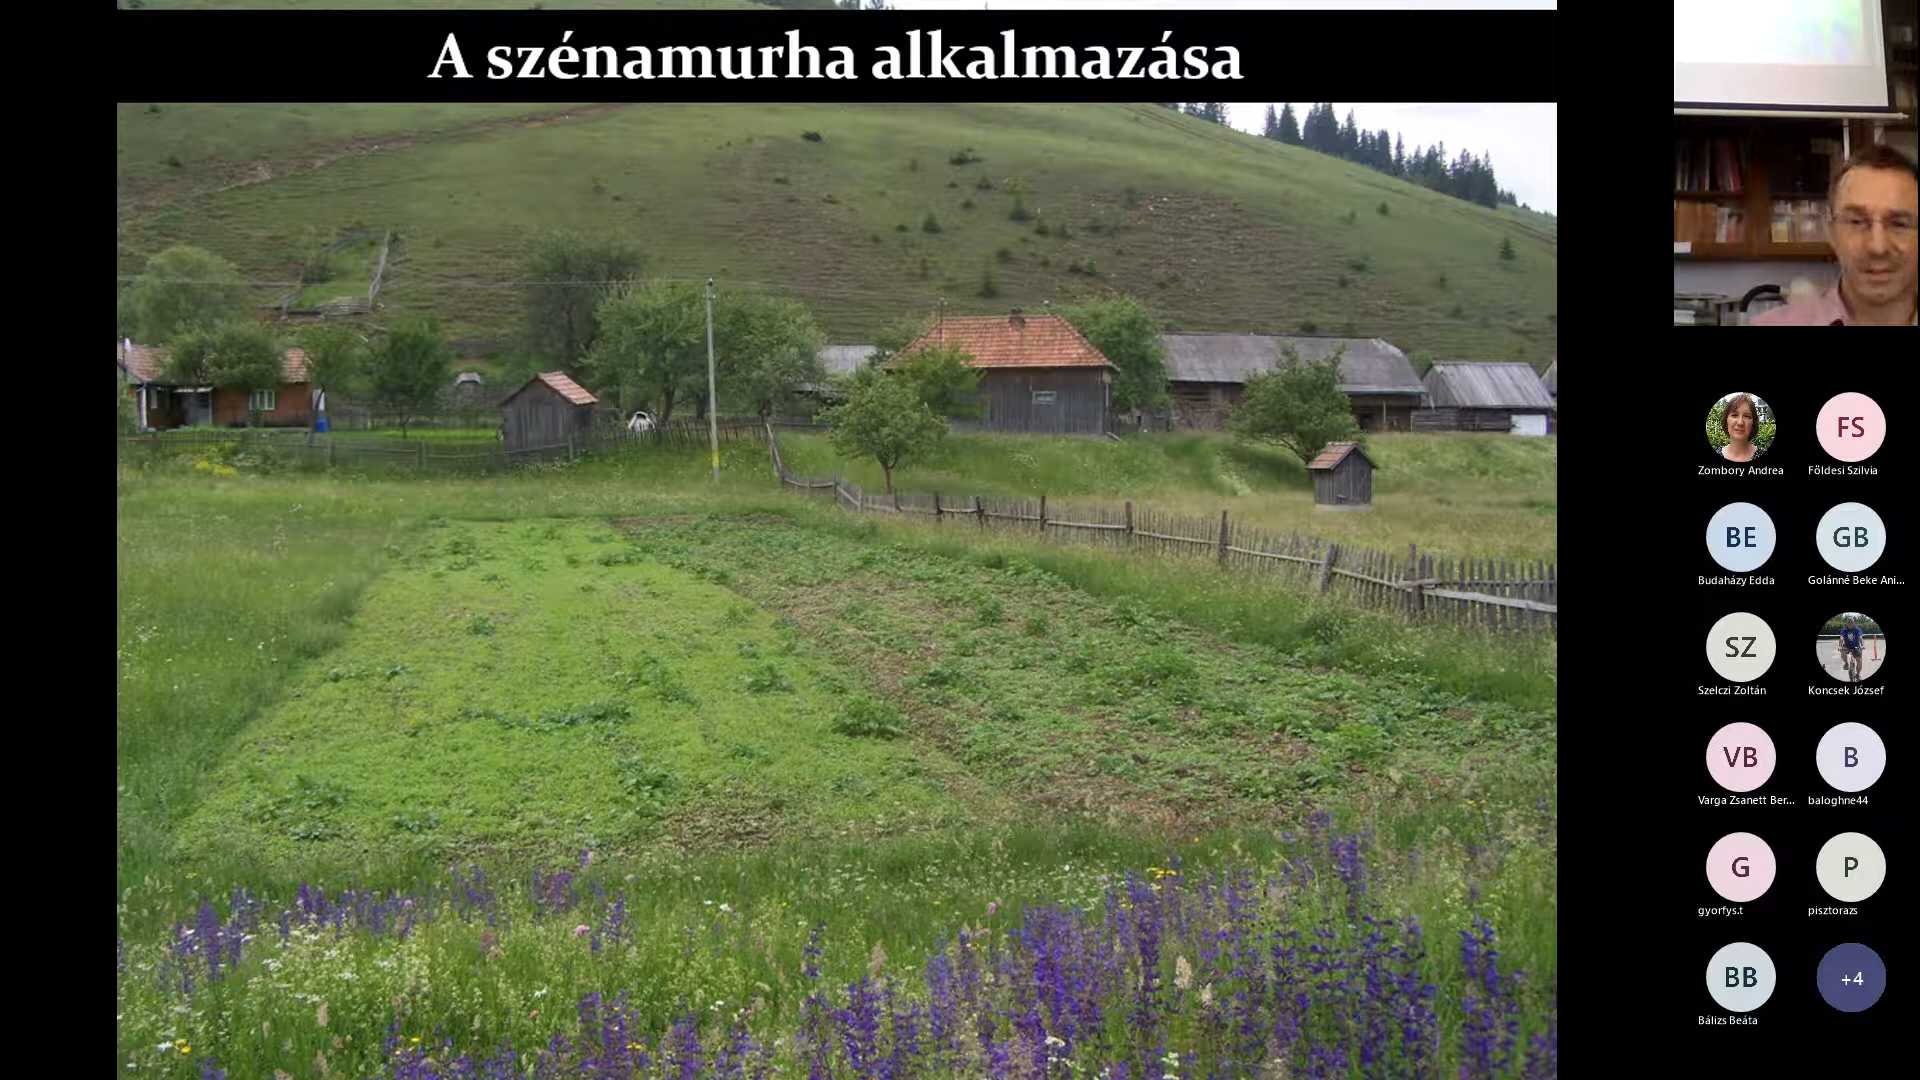 A szénamurha alkalmazása
Zombory Andrea
FS
Földesi Szilvia
BE
Budaházy Edda
GB
Golánné Beke Ani...
SZ
Szelczi Zoltán
Koncsek József
VB
Varga Zsanett Ber...
B
baloghne44
G
gyorfys.t
P
pisztorazs
BB
Bálizs Beáta
+4